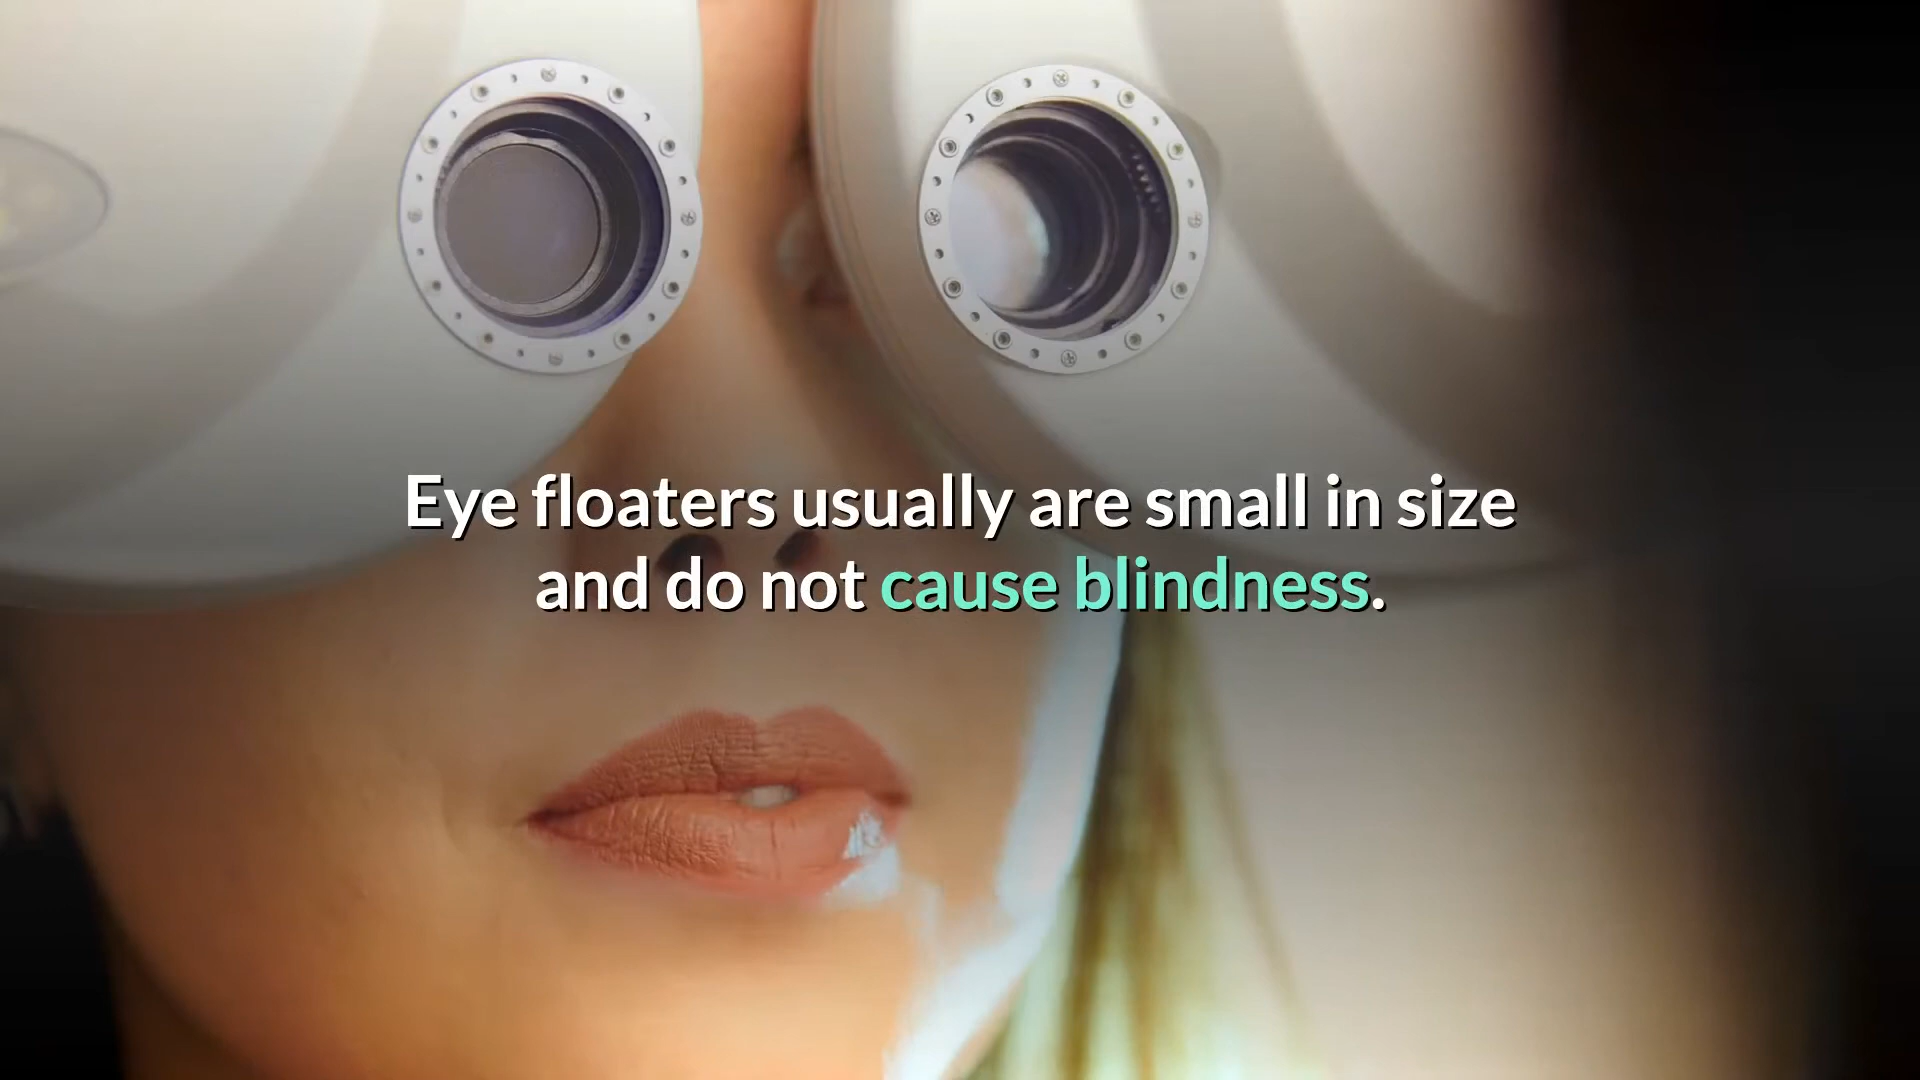 Eye floaters usually are small in size
and do not cause blindness.